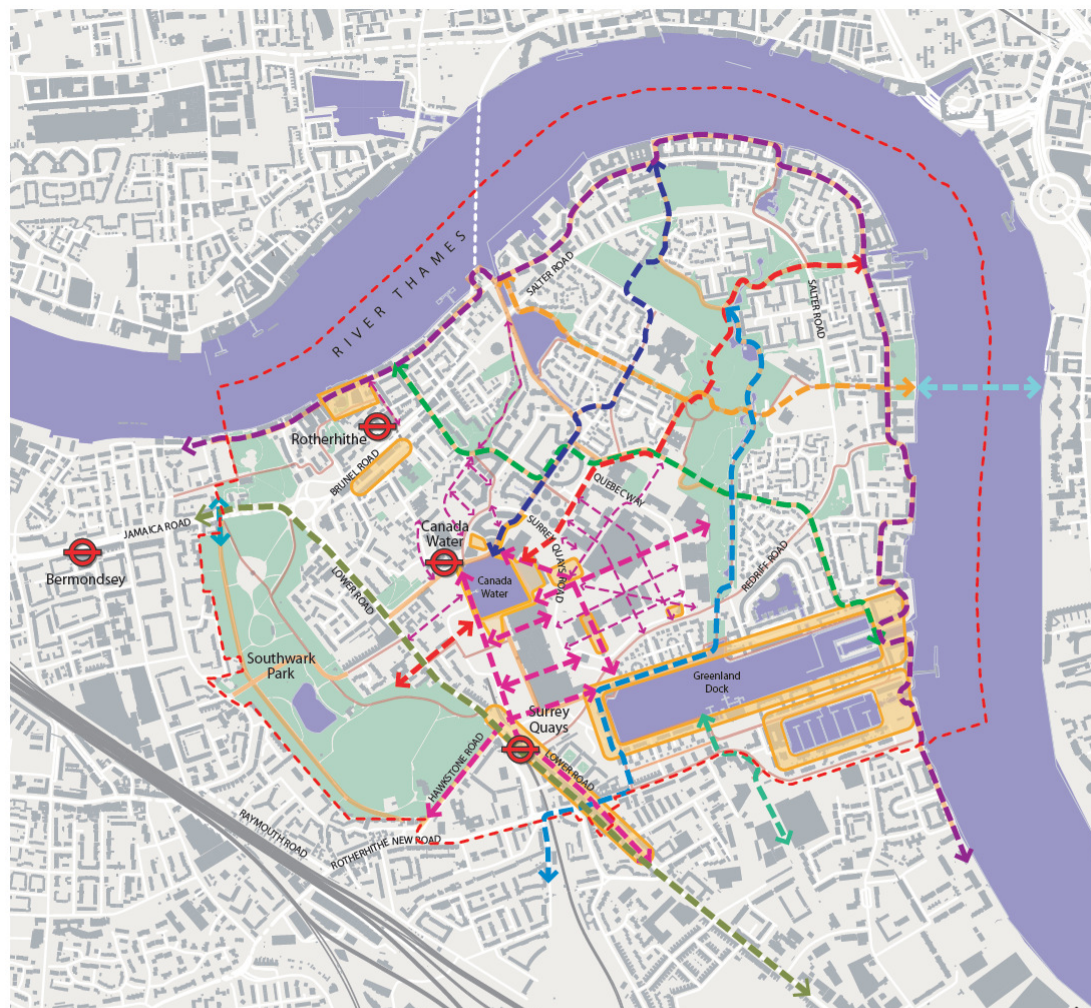 RIVER THAMES
SALTER ROAD
SALTER ROAD
Rotherhithe
BRUNEL ROAD
QUEBEC WAY
JAMAICA ROAD
Canada
Water
SURREY QUAYS ROAD
Bermondsey
LOWER ROAD
Canada
Water
REDRIFF ROAD
Southwark
Park
Greenland
Dock
Surrey
Quays
HAWKSTONE ROAD
LOWER ROAD
RAYMOUTH ROAD
ROTHERHITHE NEW ROAD